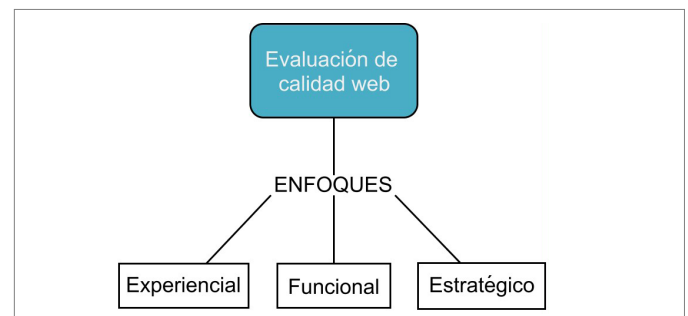 Evaluación de
calidad web
ENFOQUES
Experiencial
Funcional
Estratégico